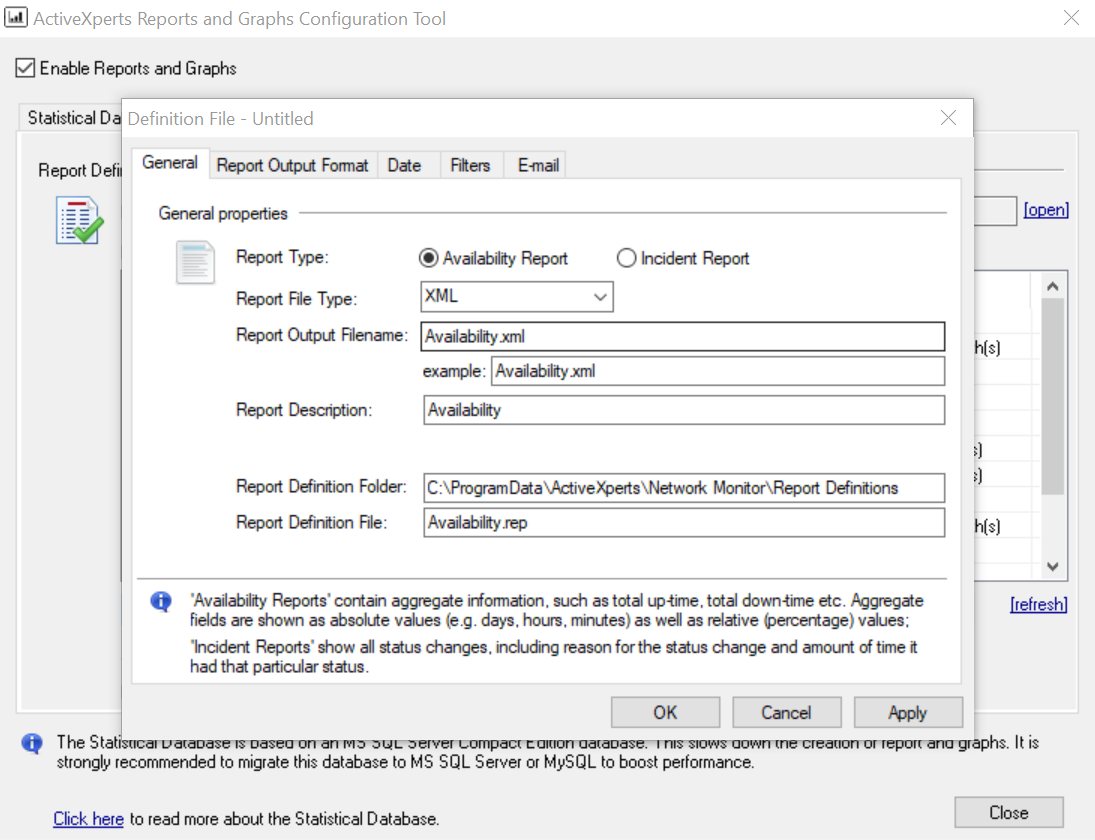 ActiveXperts Reports and Graphs Configuration Tool
Enable Reports and Graphs
Statistical Da
Definition File - Untitled
General Report Output Format Date Filters E-mail
Report Defi
General properties
[open]
Report Type: Availability Report Incident Report
Report File Type: XML
Report Output Filename: Availability.xml
h(s)
example: Availability.xml
Report Description: Availability
s)
s)
Report Definition Folder: C:\ProgramData\ActiveXperts\Network Monitor\Report Definitions
Report Definition File: Availability.rep
h(s)
'Availability Reports' contain aggregate information, such as total up-time, total down-time etc. Aggregate
fields are shown as absolute values (e.g. days, hours, minutes) as well as relative (percentage) values;
[refresh]
'Incident Reports' show all status changes, including reason for the status change and amount of time it
had that particular status.
OK Cancel Apply
The Statistical Database is based on an MS SQL Server Compact Edition database. This slows down the creation of report and graphs. It is
strongly recommended to migrate this database to MS SQL Server or MySQL to boost performance.
Click here to read more about the Statistical Database.
Close